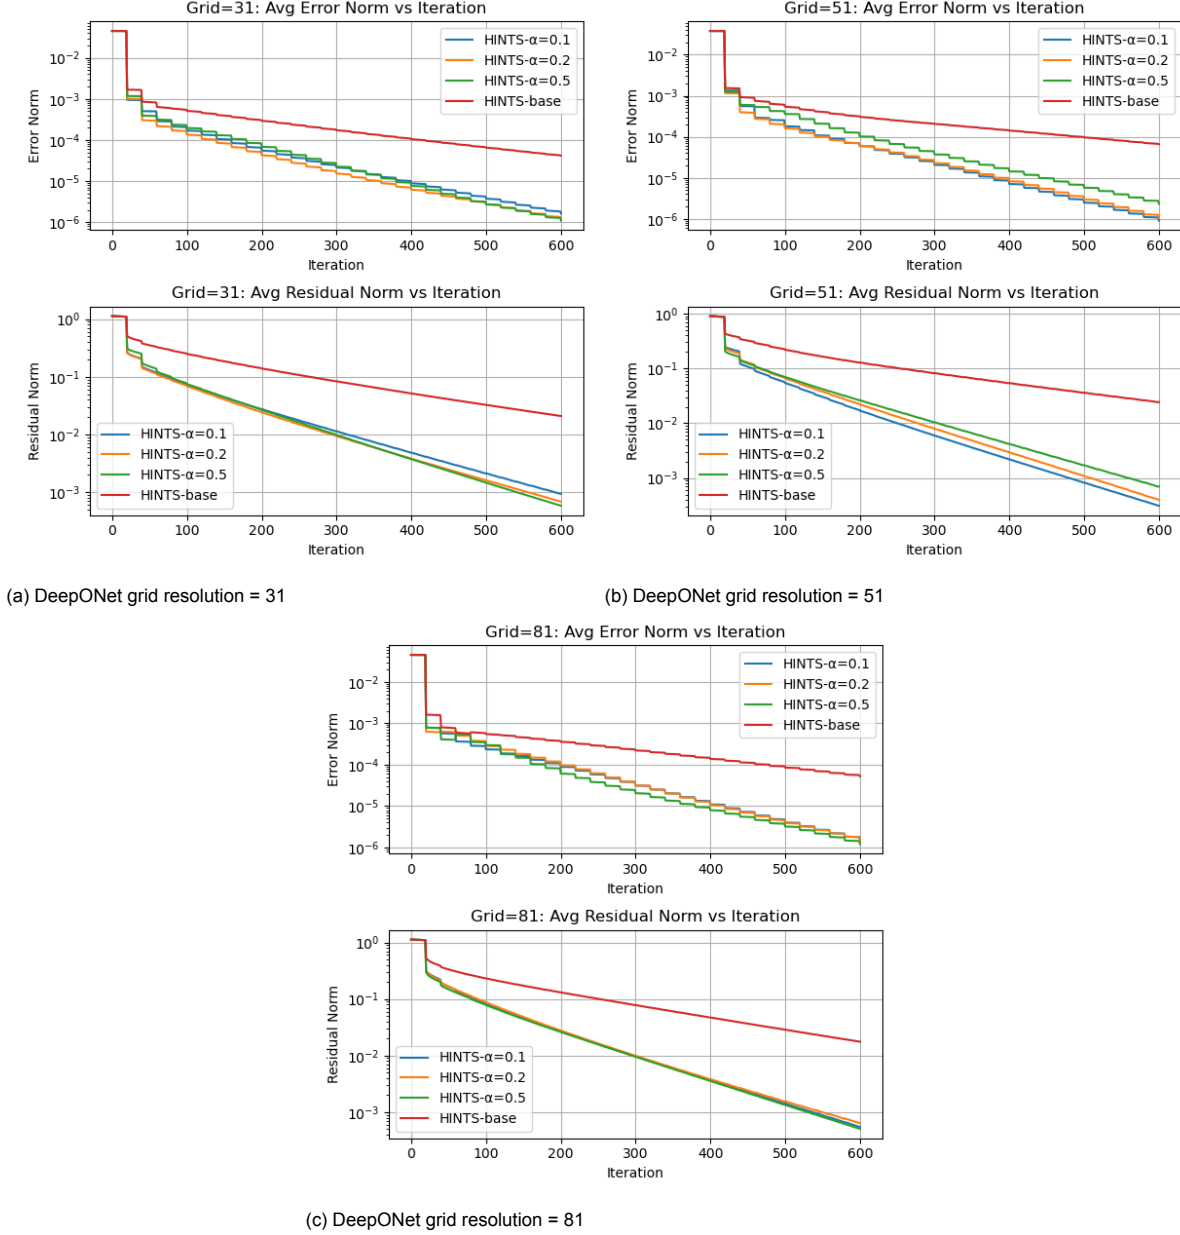 Grid=31: Avg Error Norm vs Iteration
Error Norm
10⁻²
10⁻³
10⁻⁴
10⁻⁵
10⁻⁶
HINTS-α=0.1
HINTS-α=0.2
HINTS-α=0.5
HINTS-base
0 100 200 300 400 500 600
Iteration
Grid=31: Avg Residual Norm vs Iteration
Residual Norm
10⁰
10⁻¹
10⁻²
10⁻³
HINTS-α=0.1
HINTS-α=0.2
HINTS-α=0.5
HINTS-base
0 100 200 300 400 500 600
Iteration
(a) DeepONet grid resolution = 31
Grid=51: Avg Error Norm vs Iteration
Error Norm
10⁻²
10⁻³
10⁻⁴
10⁻⁵
10⁻⁶
HINTS-α=0.1
HINTS-α=0.2
HINTS-α=0.5
HINTS-base
0 100 200 300 400 500 600
Iteration
Grid=51: Avg Residual Norm vs Iteration
Residual Norm
10⁰
10⁻¹
10⁻²
10⁻³
HINTS-α=0.1
HINTS-α=0.2
HINTS-α=0.5
HINTS-base
0 100 200 300 400 500 600
Iteration
(b) DeepONet grid resolution = 51
Grid=81: Avg Error Norm vs Iteration
Error Norm
10⁻²
10⁻³
10⁻⁴
10⁻⁵
10⁻⁶
HINTS-α=0.1
HINTS-α=0.2
HINTS-α=0.5
HINTS-base
0 100 200 300 400 500 600
Iteration
Grid=81: Avg Residual Norm vs Iteration
Residual Norm
10⁰
10⁻¹
10⁻²
10⁻³
HINTS-α=0.1
HINTS-α=0.2
HINTS-α=0.5
HINTS-base
0 100 200 300 400 500 600
Iteration
(c) DeepONet grid resolution = 81